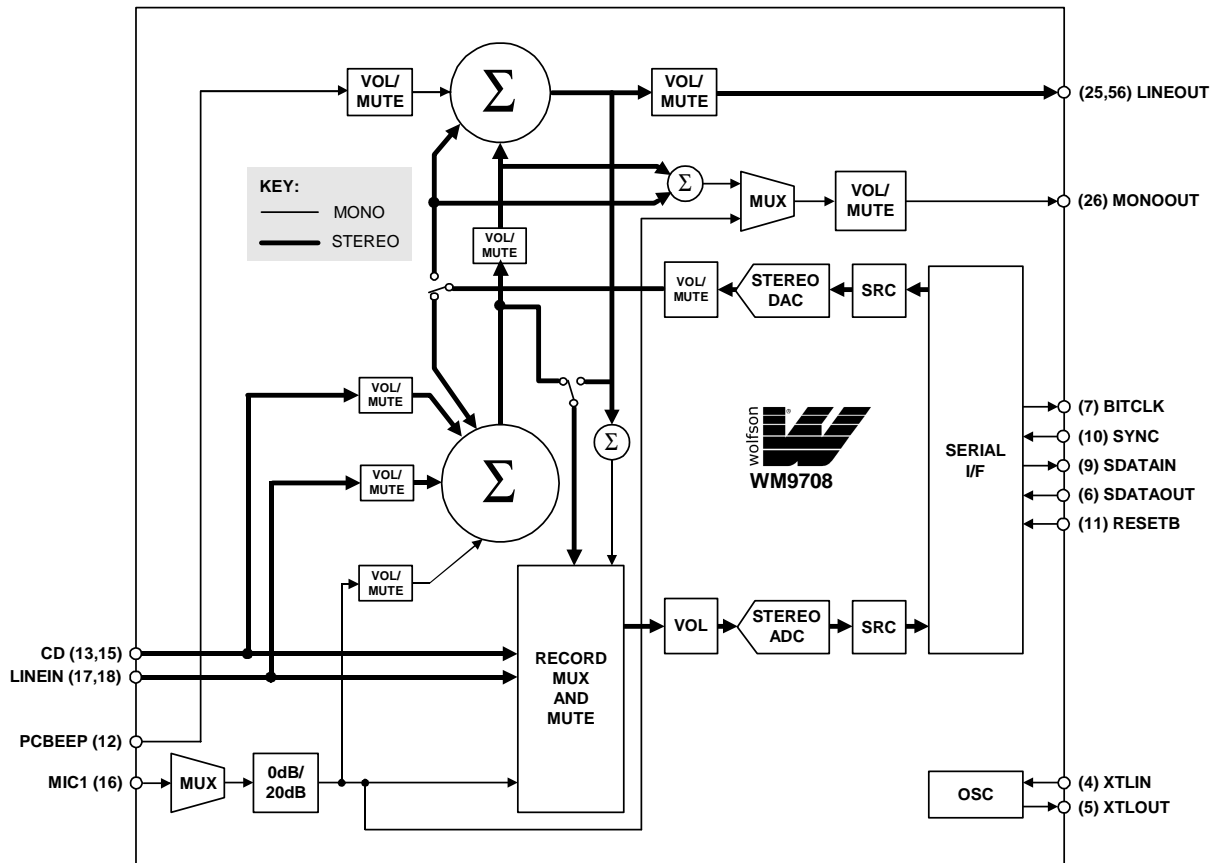 VOL/
MUTE
Σ
VOL/
MUTE
(25,56) LINEOUT
KEY:
MONO
STEREO
Σ
MUX
VOL/
MUTE
(26) MONOOUT
VOL/
MUTE
VOL/
MUTE
STEREO
DAC
SRC
VOL/
MUTE
Σ
VOL/
MUTE
Σ
wolfson
®
WM9708
SERIAL
I/F
(7) BITCLK
(10) SYNC
(9) SDATAIN
(6) SDATAOUT
(11) RESETB
VOL/
MUTE
CD (13,15)
LINEIN (17,18)
RECORD
MUX
AND
MUTE
VOL
STEREO
ADC
SRC
PCBEEP (12)
MIC1 (16)
MUX
0dB/
20dB
OSC
(4) XTLIN
(5) XTLOUT